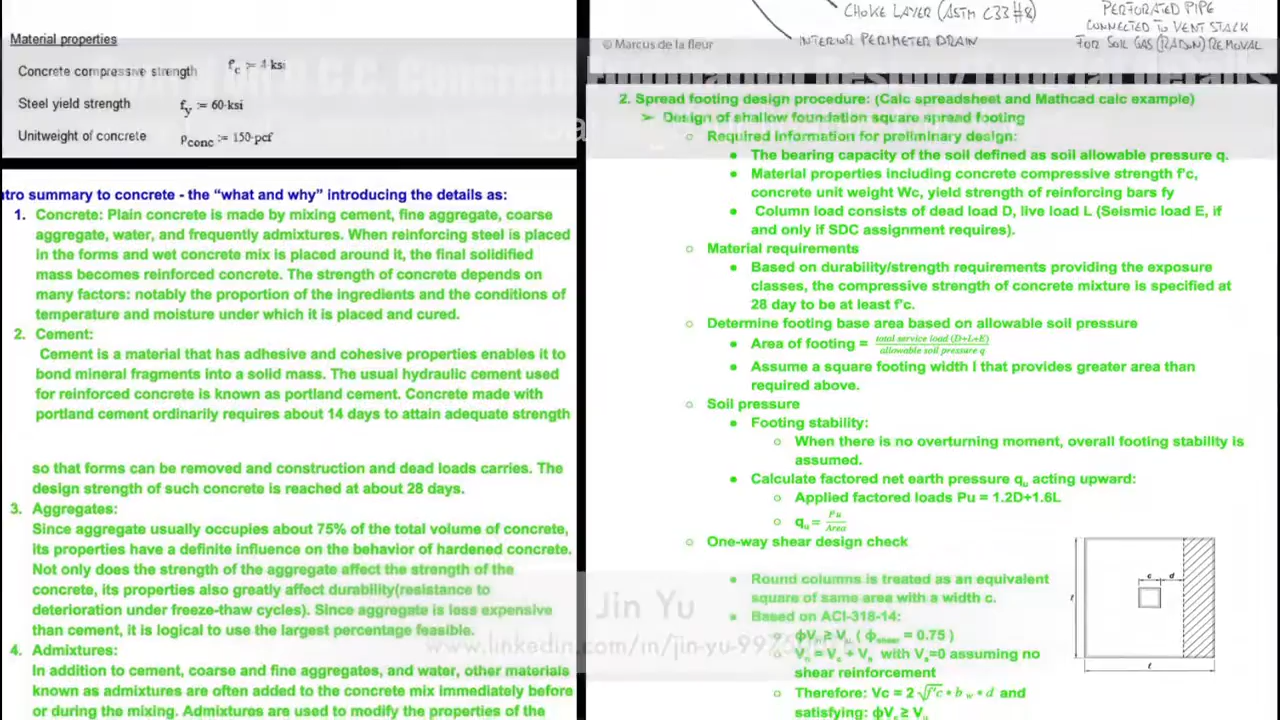 Material properties
Concrete compressive strength f'c := 4·ksi
Steel yield strength fy := 60·ksi
Unitweight of concrete ρconc := 150·pcf
ntro summary to concrete - the “what and why” introducing the details as:
1. Concrete: Plain concrete is made by mixing cement, fine aggregate, coarse
aggregate, water, and frequently admixtures. When reinforcing steel is placed
in the forms and wet concrete mix is placed around it, the final solidified
mass becomes reinforced concrete. The strength of concrete depends on
many factors: notably the proportion of the ingredients and the conditions of
temperature and moisture under which it is placed and cured.
2. Cement:
Cement is a material that has adhesive and cohesive properties enables it to
bond mineral fragments into a solid mass. The usual hydraulic cement used
for reinforced concrete is known as portland cement. Concrete made with
portland cement ordinarily requires about 14 days to attain adequate strength
so that forms can be removed and construction and dead loads carries. The
design strength of such concrete is reached at about 28 days.
3. Aggregates:
Since aggregate usually occupies about 75% of the total volume of concrete,
its properties have a definite influence on the behavior of hardened concrete.
Not only does the strength of the aggregate affect the strength of the
concrete, its properties also greatly affect durability(resistance to
deterioration under freeze-thaw cycles). Since aggregate is less expensive
than cement, it is logical to use the largest percentage feasible.
4. Admixtures:
In addition to cement, coarse and fine aggregates, and water, other materials
known as admixtures are often added to the concrete mix immediately before
or during the mixing. Admixtures are used to modify the properties of the
CHOKE LAYER (ASTM C33 #8)
INTERIOR PERIMETER DRAIN
PERFORATED PIPE
CONNECTED TO VENT STACK
FOR SOIL GAS (RADON) REMOVAL
© Marcus de la fleur
C.C. Concrete Foundation Design/Tutorial Details
2. Spread footing design procedure: (Calc spreadsheet and Mathcad calc example)
➢ Design of shallow foundation square spread footing
○ Required information for preliminary design:
● The bearing capacity of the soil defined as soil allowable pressure q.
● Material properties including concrete compressive strength f'c,
concrete unit weight Wc, yield strength of reinforcing bars fy
● Column load consists of dead load D, live load L (Seismic load E, if
and only if SDC assignment requires).
○ Material requirements
● Based on durability/strength requirements providing the exposure
classes, the compressive strength of concrete mixture is specified at
28 day to be at least f'c.
○ Determine footing base area based on allowable soil pressure
● Area of footing = total service load (D+L+E) / allowable soil pressure q
● Assume a square footing width l that provides greater area than
required above.
○ Soil pressure
● Footing stability:
○ When there is no overturning moment, overall footing stability is
assumed.
● Calculate factored net earth pressure qu acting upward:
○ Applied factored loads Pu = 1.2D+1.6L
○ qu = Pu / Area
○ One-way shear design check
● Round columns is treated as an equivalent
square of same area with a width c.
● Based on ACI-318-14:
○ ϕVn ≥ Vu ( ϕshear = 0.75 )
○ Vn = Vc + Vs with Vs=0 assuming no
shear reinforcement
○ Therefore: Vc = 2 √f'c * bw * d and
satisfying: ϕVc ≥ Vu
c d
l
l
Jin Yu